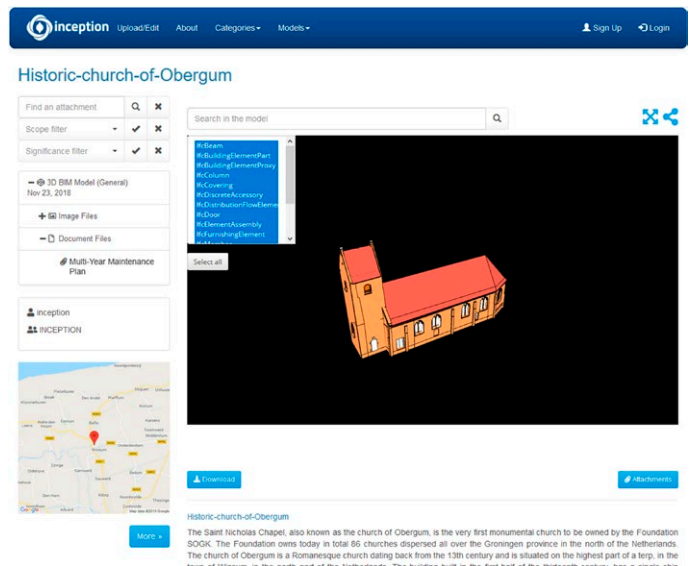 inception Upload/Edit About Categories Models Sign Up Login
Historic-church-of-Obergum
Find an attachment
Scope filter
Significance filter
3D BIM Model (General)
Nov 23, 2018
Image Files
Document Files
Multi-Year Maintenance
Plan
inception
INCEPTION
More »
Search in the model
IfcBeam
IfcBuildingElementPart
IfcBuildingElementProxy
IfcColumn
IfcCovering
IfcDiscreteAccessory
IfcDistributionFlowEleme
IfcDoor
IfcElementAssembly
IfcFurnishingElement
IfcMember
Select all
Download
Attachments
Historic-church-of-Obergum
The Saint Nicholas Chapel, also known as the church of Obergum, is the very first monumental church to be owned by the Foundation
SOGK. The Foundation owns today in total 86 churches dispersed all over the Groningen province in the north of the Netherlands.
The church of Obergum is a Romanesque church dating back from the 13th century and is situated on the highest part of a terp, in the